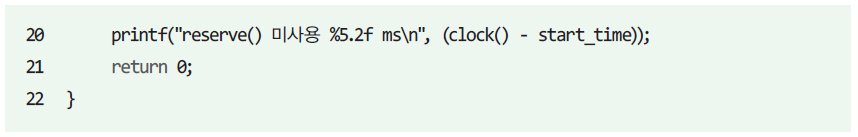 20     printf("reserve() 미사용 %5.2f ms\n", (clock() - start_time));
21     return 0;
22 }